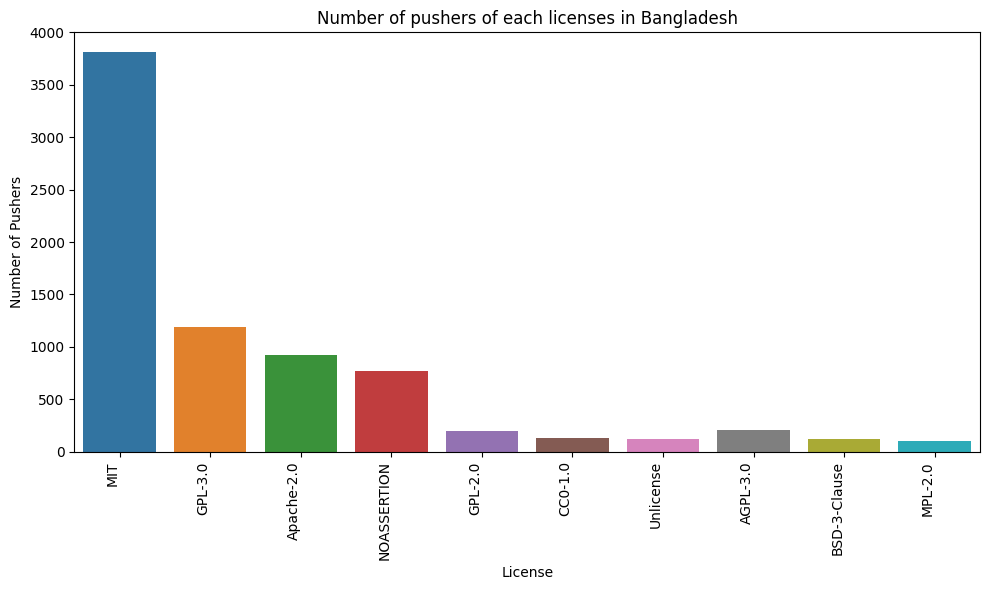 Number of pushers of each licenses in Bangladesh
Number of Pushers
4000
3500
3000
2500
2000
1500
1000
500
0
MIT
GPL-3.0
Apache-2.0
NOASSERTION
GPL-2.0
CC0-1.0
Unlicense
AGPL-3.0
BSD-3-Clause
MPL-2.0
License